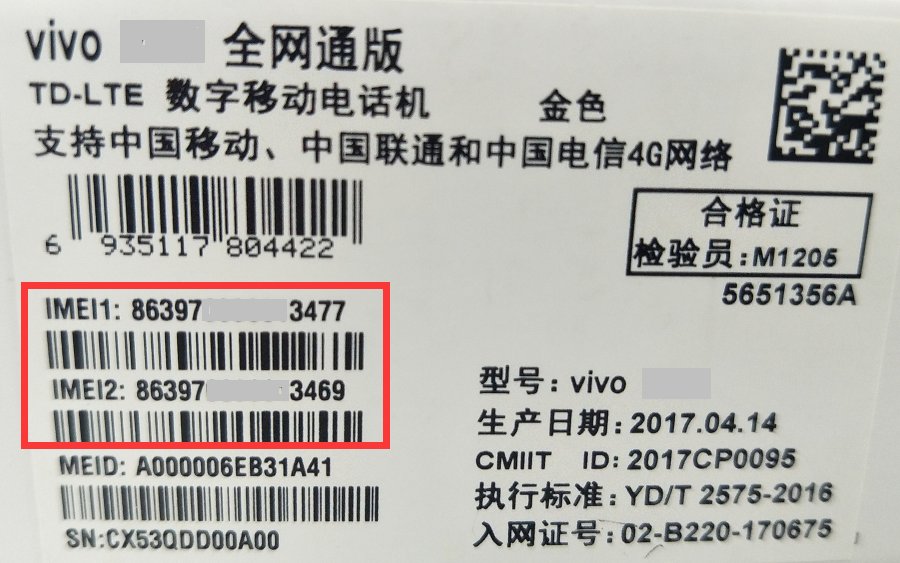 vivo 全网通版
TD-LTE 数字移动电话机 金色
支持中国移动、中国联通和中国电信4G网络
6 935117 804422
合格证
检验员:M1205
5651356A
IMEI1: 86397 3477
IMEI2: 86397 3469
MEID: A000006EB31A41
SN:CX53QDD00A00
型号: vivo
生产日期: 2017.04.14
CMIIT ID: 2017CP0095
执行标准: YD/T 2575-2016
入网证号: 02-B220-170675